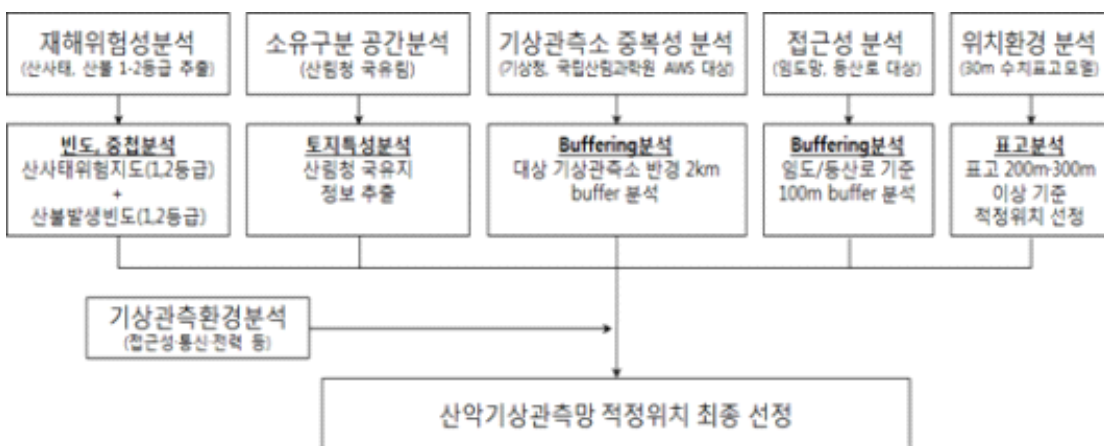 재해위험성분석
(산사태, 산불 1-2등급 추출)
소유구분 공간분석
(산림청 국유림)
기상관측소 중복성 분석
(기상청, 국립산림과학원 AWS 대상)
접근성 분석
(임도망, 등산로 대상)
위치환경 분석
(30m 수치표고모델)
빈도, 중첩분석
산사태위험지도(1,2등급)
+
산불발생빈도(1,2등급)
토지특성분석
산림청 국유지
정보 추출
Buffering분석
대상 기상관측소 반경 2km
buffer 분석
Buffering분석
임도/등산로 기준
100m buffer 분석
표고분석
표고 200m-300m
이상 기준
적정위치 선정
기상관측환경분석
(접근성·통신·전력 등)
산악기상관측망 적정위치 최종 선정